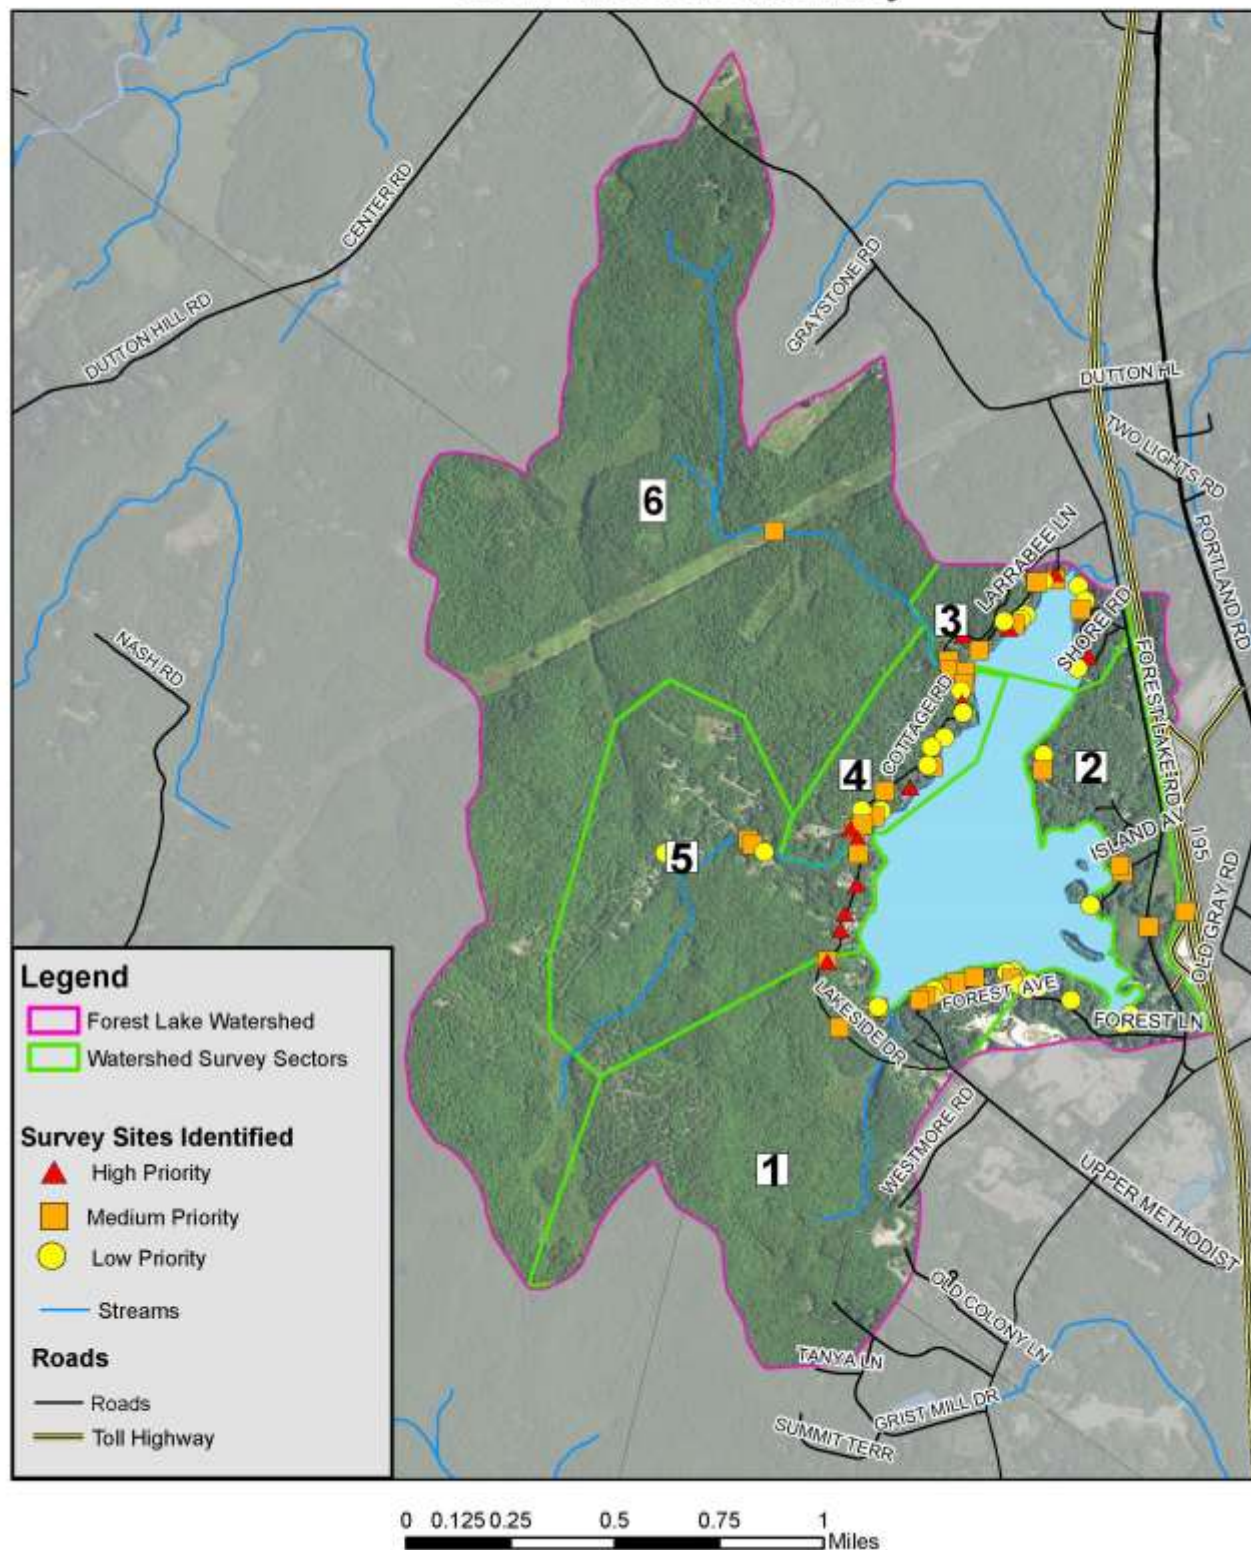 CENTER RD
DUTTON HILL RD
GRAYSTONE RD
DUTTON HL
TWO LIGHTS RD
PORTLAND RD
6
LARRABEE LN
3
SHORE RD
NASH RD
FOREST LAKE RD
COTTAGE RD
4
2
ISLAND AV
I95
5
OLD GRAY RD
LAKESIDE DR
FOREST AVE
FOREST LN
1
WESTMORE RD
UPPER METHODIST
OLD COLONY LN
TANYA LN
GRIST MILL DR
SUMMIT TERR
Legend
Forest Lake Watershed
Watershed Survey Sectors
Survey Sites Identified
High Priority
Medium Priority
Low Priority
Streams
Roads
Roads
Toll Highway
0 0.125 0.25 0.5 0.75 1
Miles